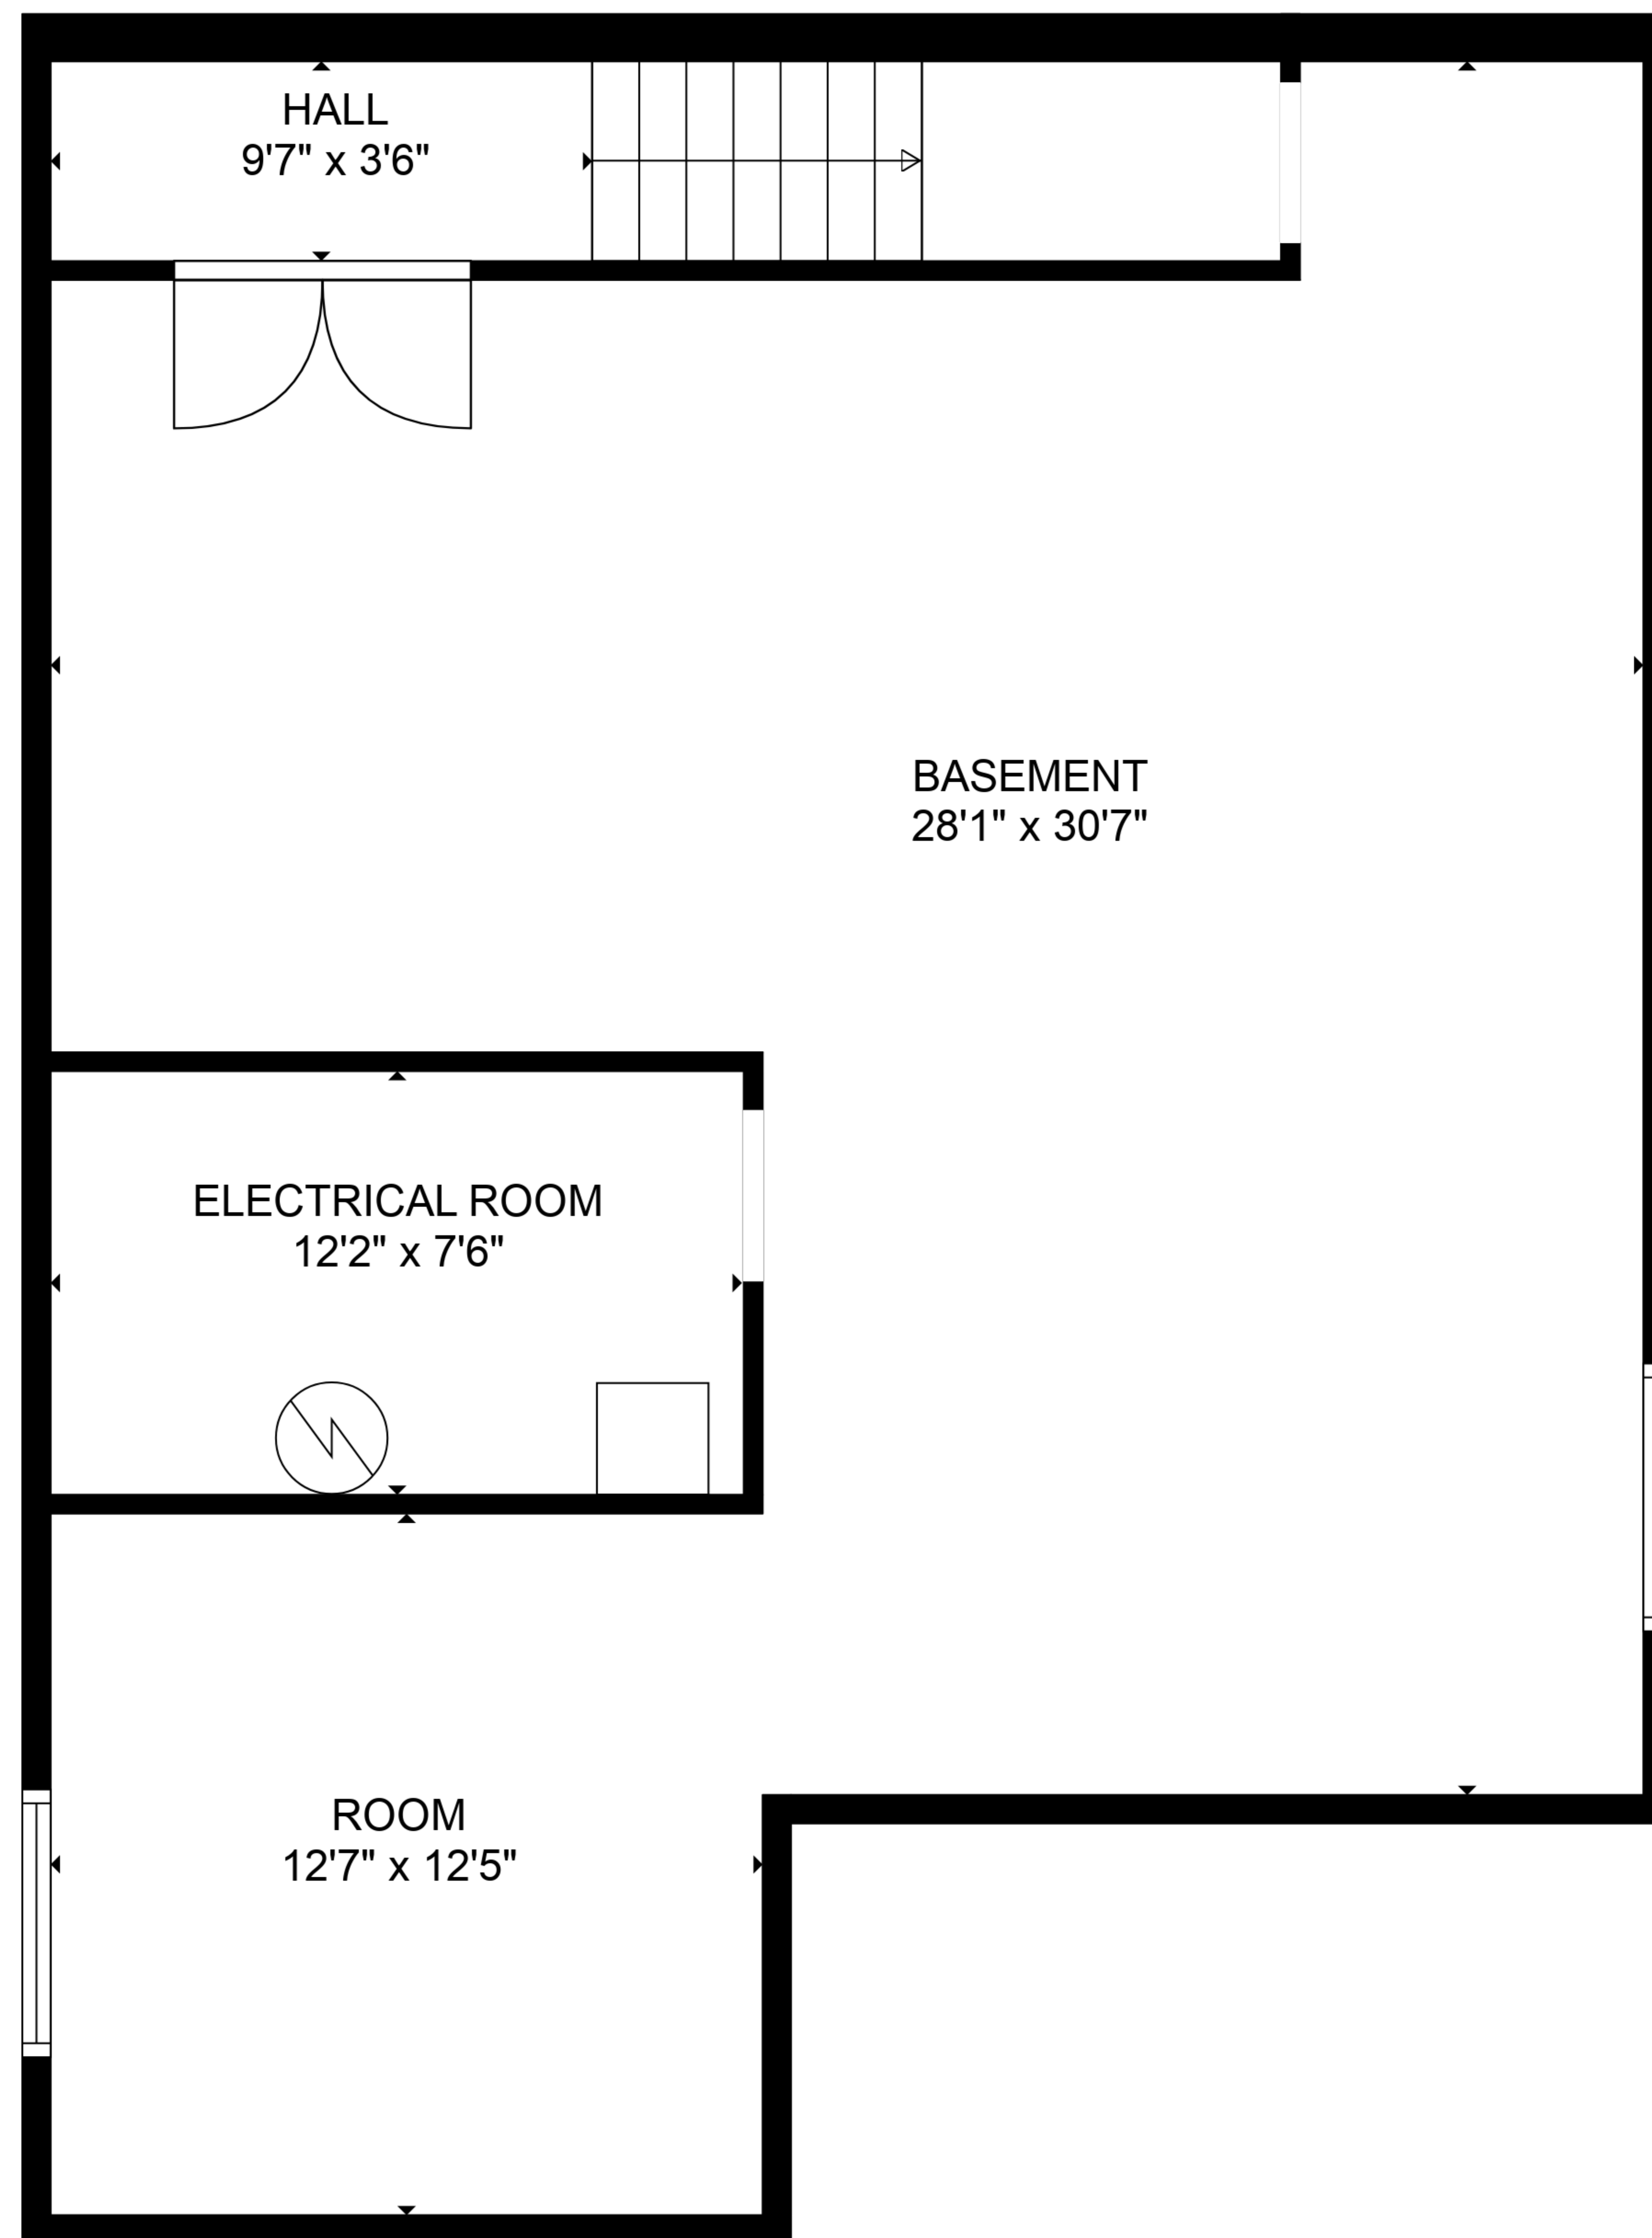 HALL
9'7" x 3'6"
BASEMENT
28'1" x 30'7"
ELECTRICAL ROOM
12'2" x 7'6"
ROOM
12'7" x 12'5"